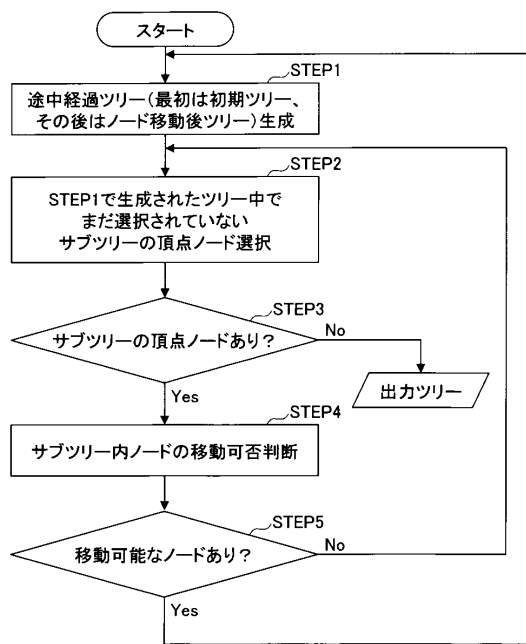 スタート
STEP1
途中経過ツリー(最初は初期ツリー、
その後はノード移動後ツリー)生成
STEP2
STEP1で生成されたツリー中で
まだ選択されていない
サブツリーの頂点ノード選択
STEP3
サブツリーの頂点ノードあり?
No
出力ツリー
Yes
STEP4
サブツリー内ノードの移動可否判断
STEP5
移動可能なノードあり?
No
Yes